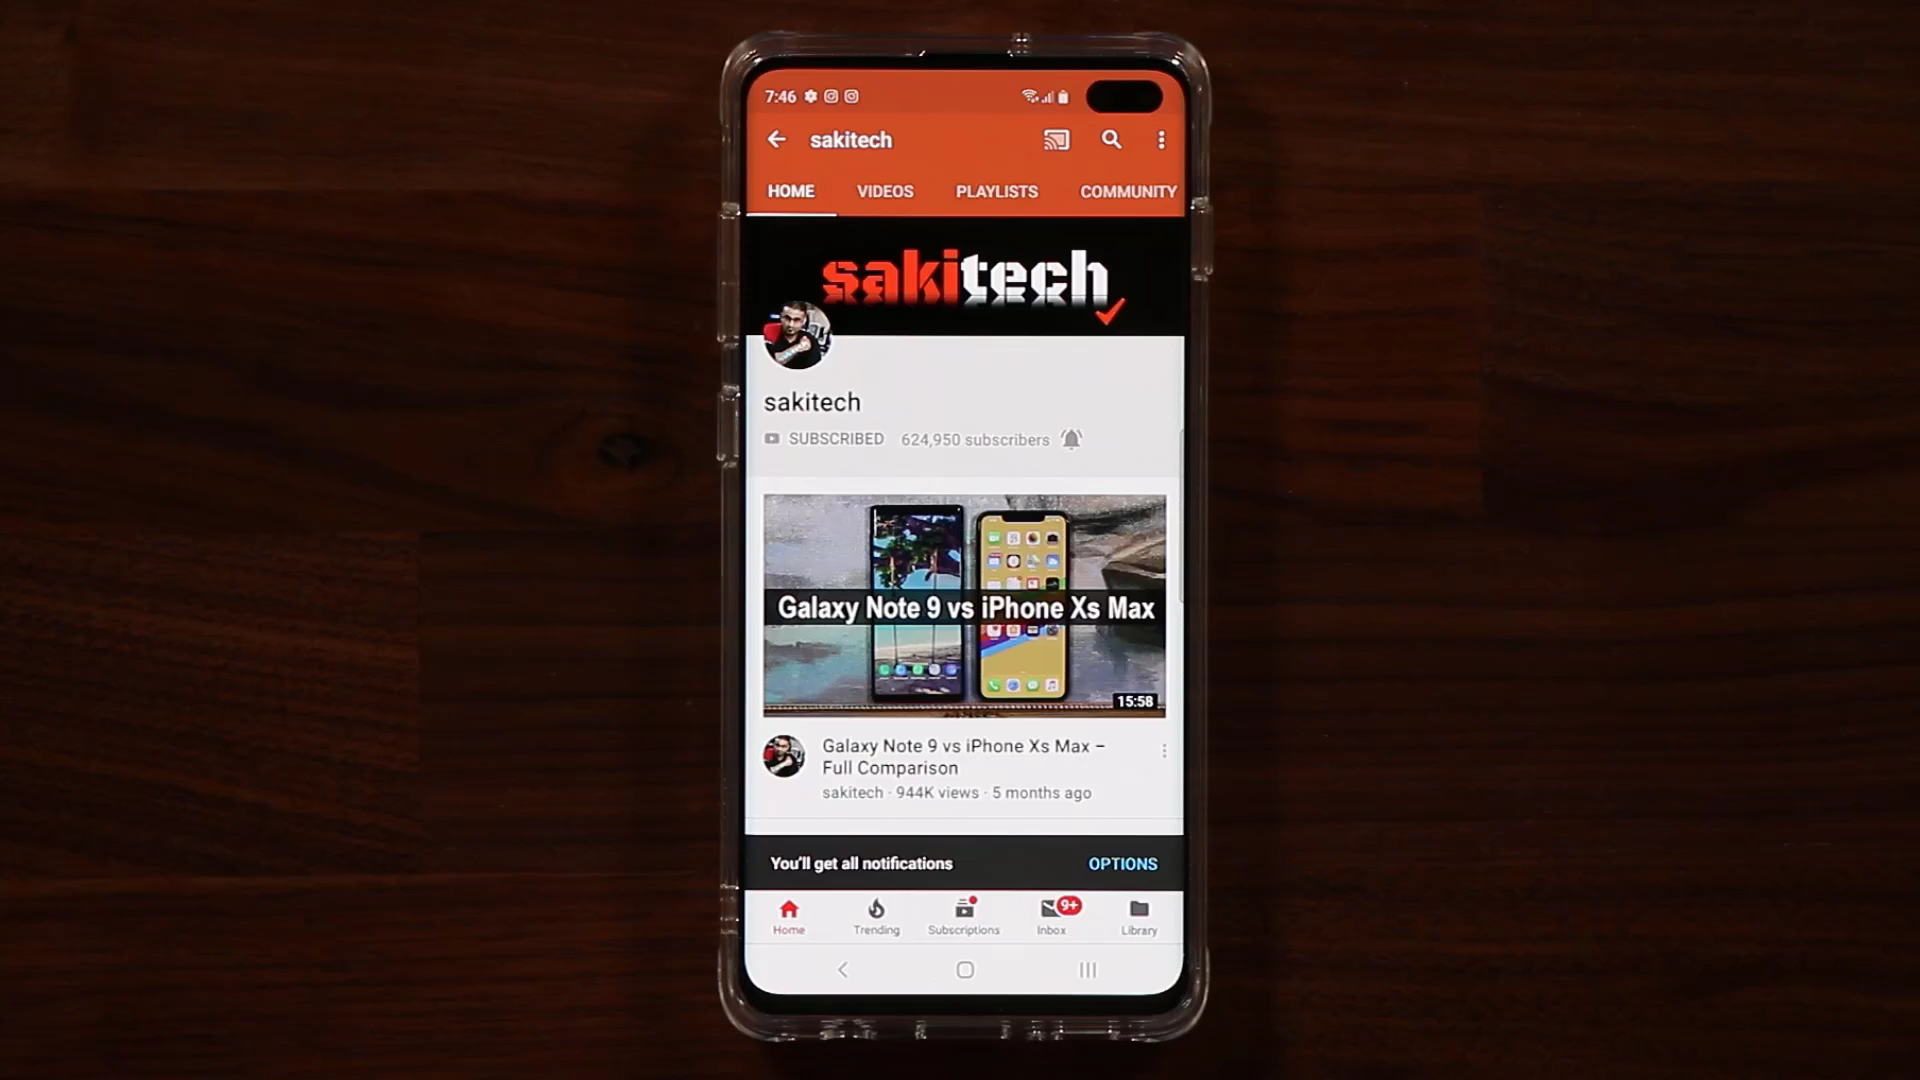 7:46
sakitech
HOME VIDEOS PLAYLISTS COMMUNITY
sakitech
sakitech
SUBSCRIBED 624,950 subscribers
Galaxy Note 9 vs iPhone Xs Max
15:58
Galaxy Note 9 vs iPhone Xs Max –
Full Comparison
sakitech · 944K views · 5 months ago
You'll get all notifications OPTIONS
9+
Home Trending Subscriptions Inbox Library